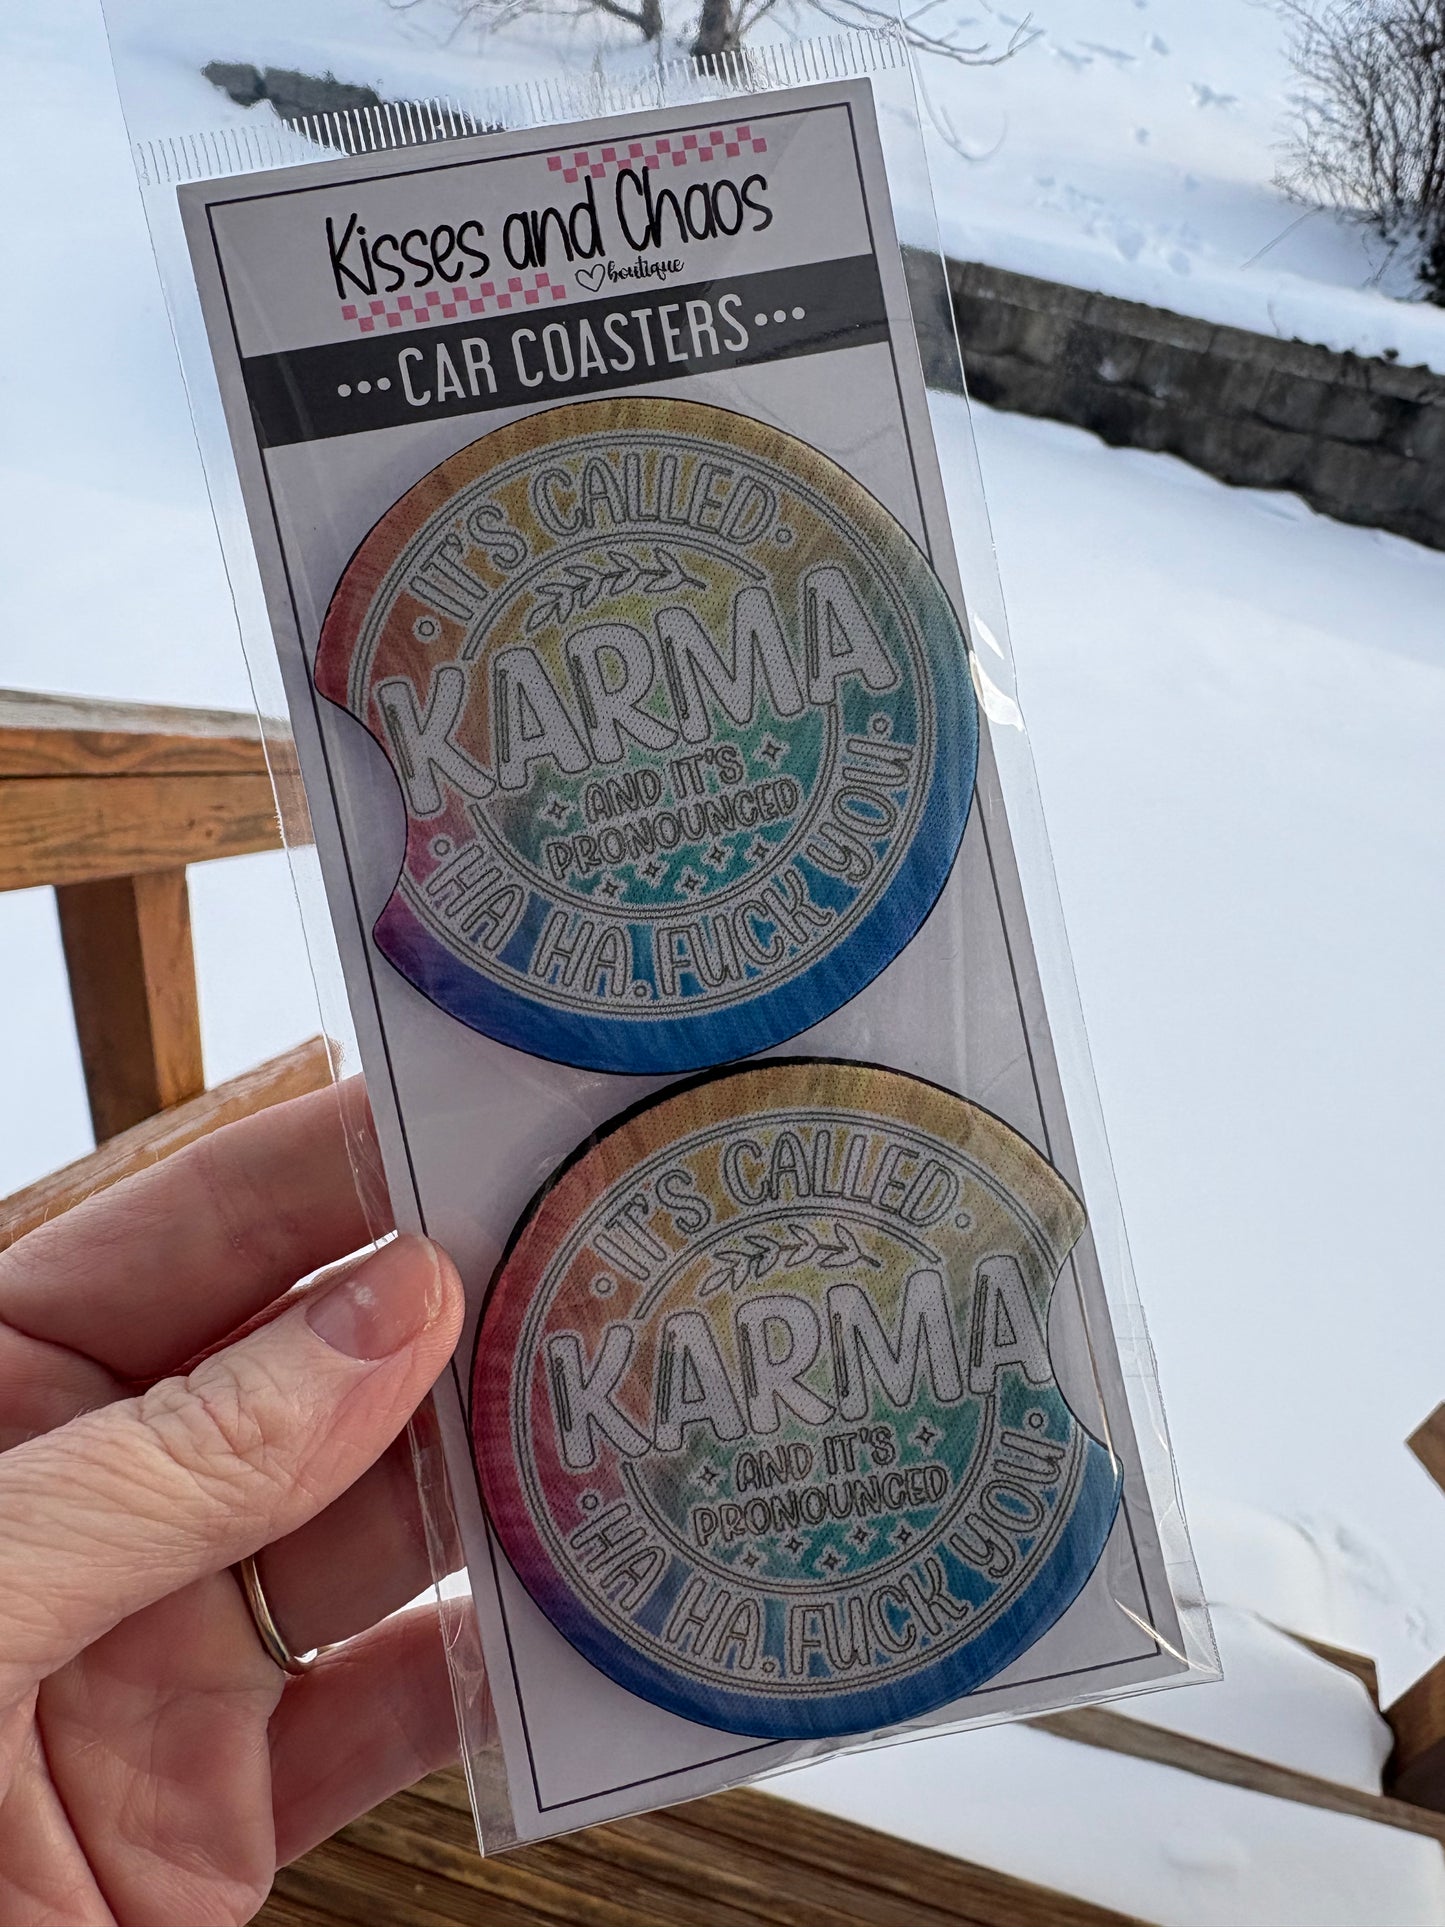 Kisses and Chaos
boutique
•••CAR COASTERS•••
•IT'S CALLED•
KARMA
AND IT'S
PRONOUNCED
•HA HA. FUCK YOU•
•IT'S CALLED•
KARMA
AND IT'S
PRONOUNCED
•HA HA. FUCK YOU•